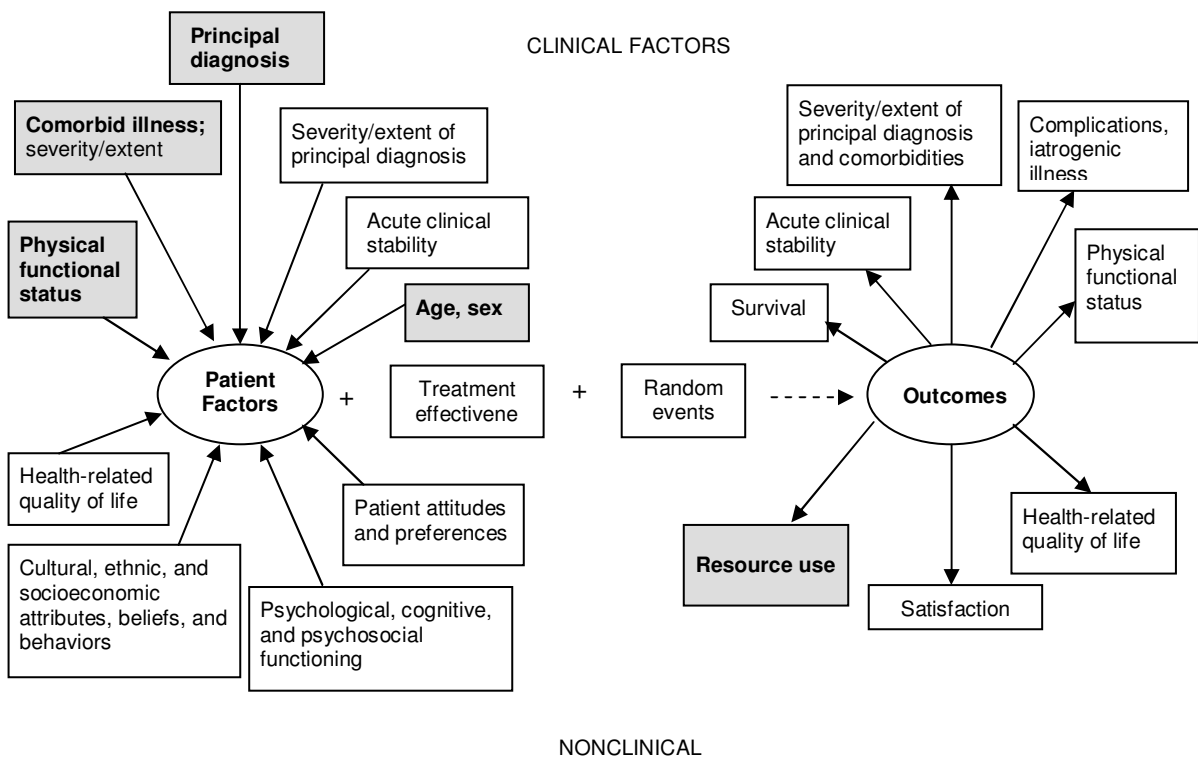 CLINICAL FACTORS
Principal
diagnosis
Comorbid illness;
severity/extent
Severity/extent of
principal diagnosis
Physical
functional
status
Acute clinical
stability
Age, sex
Patient
Factors
+
Treatment
effectivene
+
Random
events
Health-related
quality of life
Patient attitudes
and preferences
Cultural, ethnic, and
socioeconomic
attributes, beliefs, and
behaviors
Psychological, cognitive,
and psychosocial
functioning
Severity/extent of
principal diagnosis
and comorbidities
Complications,
iatrogenic
illness
Acute clinical
stability
Physical
functional
status
Survival
Outcomes
Resource use
Health-related
quality of life
Satisfaction
NONCLINICAL